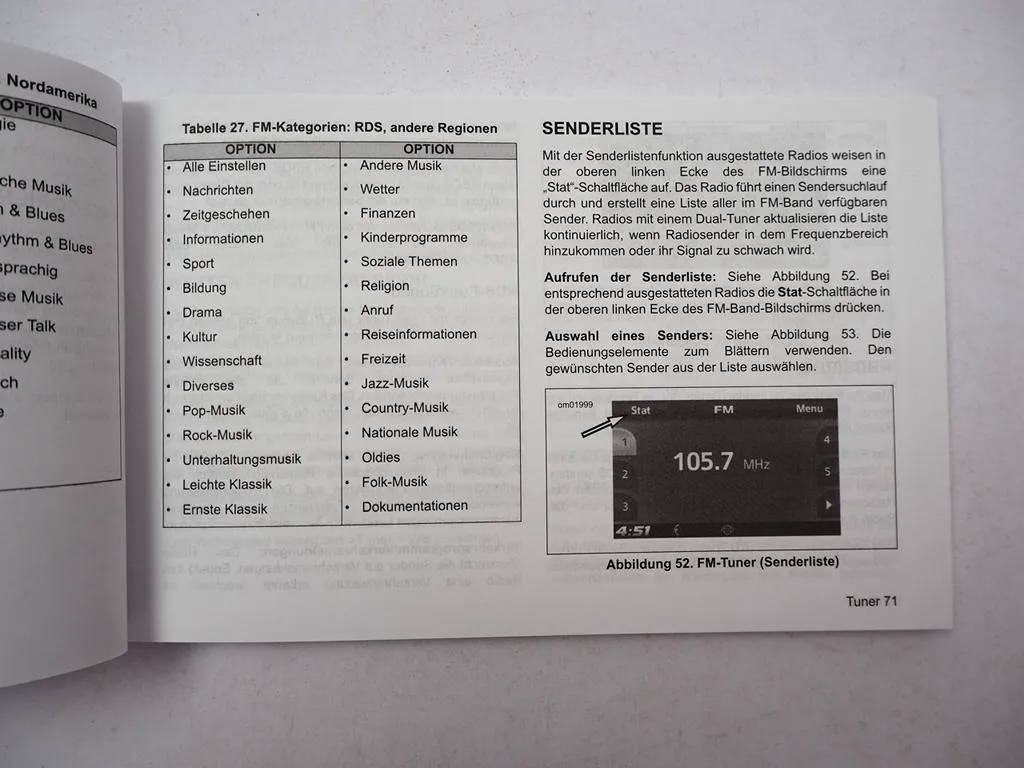 Nordamerika
OPTION
ie
che Musik
& Blues
ythm & Blues
sprachig
se Musik
ser Talk
ality
ch
e
Tabelle 27. FM-Kategorien: RDS, andere Regionen
OPTION OPTION
• Alle Einstellen • Andere Musik
• Nachrichten • Wetter
• Zeitgeschehen • Finanzen
• Informationen • Kinderprogramme
• Sport • Soziale Themen
• Bildung • Religion
• Drama • Anruf
• Kultur • Reiseinformationen
• Wissenschaft • Freizeit
• Diverses • Jazz-Musik
• Pop-Musik • Country-Musik
• Rock-Musik • Nationale Musik
• Unterhaltungsmusik • Oldies
• Leichte Klassik • Folk-Musik
• Ernste Klassik • Dokumentationen
SENDERLISTE
Mit der Senderlistenfunktion ausgestattete Radios weisen in
der oberen linken Ecke des FM-Bildschirms eine
„Stat“-Schaltfläche auf. Das Radio führt einen Sendersuchlauf
durch und erstellt eine Liste aller im FM-Band verfügbaren
Sender. Radios mit einem Dual-Tuner aktualisieren die Liste
kontinuierlich, wenn Radiosender in dem Frequenzbereich
hinzukommen oder ihr Signal zu schwach wird.
Aufrufen der Senderliste: Siehe Abbildung 52. Bei
entsprechend ausgestatteten Radios die Stat-Schaltfläche in
der oberen linken Ecke des FM-Band-Bildschirms drücken.
Auswahl eines Senders: Siehe Abbildung 53. Die
Bedienungselemente zum Blättern verwenden. Den
gewünschten Sender aus der Liste auswählen.
om01999
Stat FM Menu
1 4
105.7 MHz
2 5
3
4:51
Abbildung 52. FM-Tuner (Senderliste)
Tuner 71